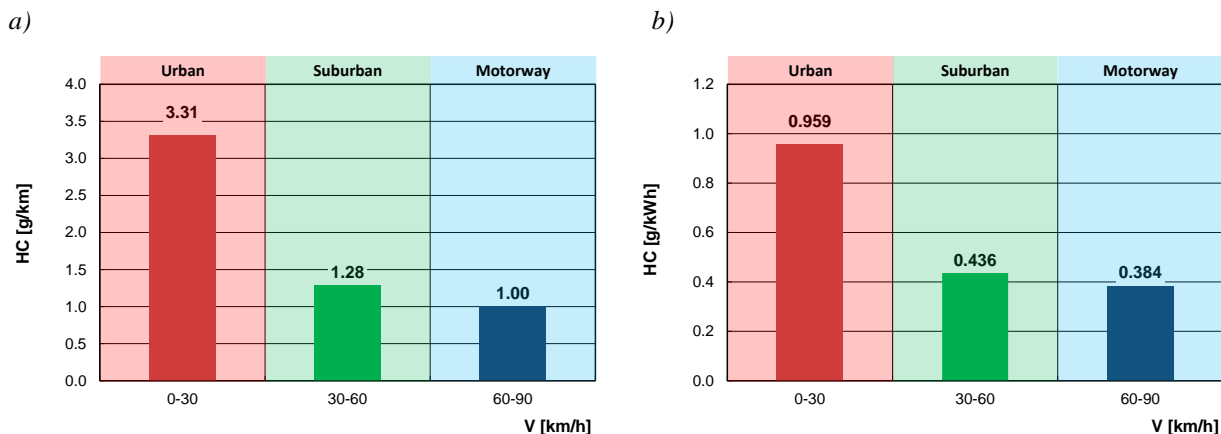 a)
Urban Suburban Motorway
4.0
3.5
3.0
2.5
2.0
1.5
1.0
0.5
0.0
HC [g/km]
3.31
1.28
1.00
0-30 30-60 60-90
V [km/h]
b)
Urban Suburban Motorway
1.2
1.0
0.8
0.6
0.4
0.2
0.0
HC [g/kWh]
0.959
0.436
0.384
0-30 30-60 60-90
V [km/h]